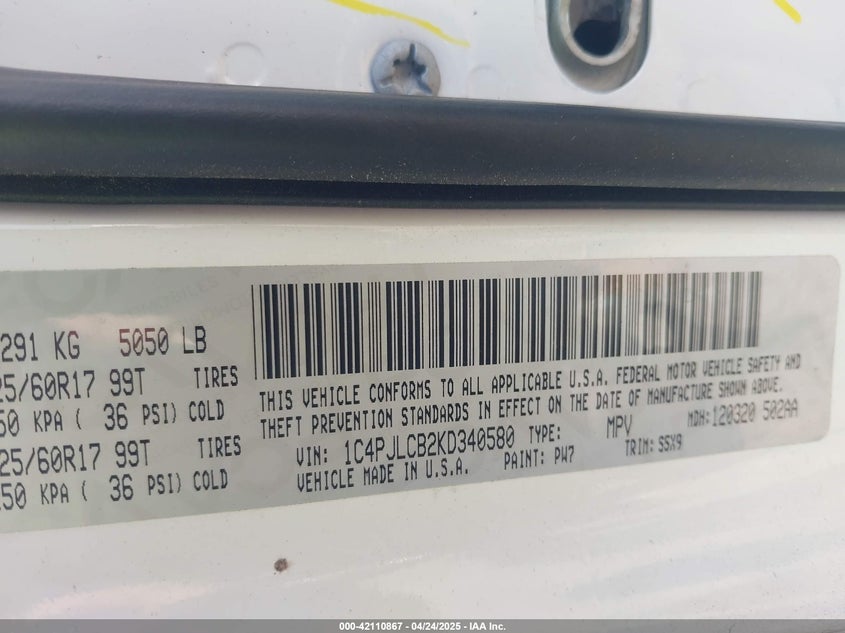 291 KG 5050 LB
25/60R17 99T TIRES
50 KPA ( 36 PSI) COLD
25/60R17 99T TIRES
50 KPA ( 36 PSI) COLD
THIS VEHICLE CONFORMS TO ALL APPLICABLE U.S.A. FEDERAL MOTOR VEHICLE SAFETY AND
THEFT PREVENTION STANDARDS IN EFFECT ON THE DATE OF MANUFACTURE SHOWN ABOVE.
VIN: 1C4PJLCB2KD340580 TYPE: MPV MDH: 120320 502AA
VEHICLE MADE IN U.S.A. PAINT: PW7 TRIM: S5X9
000-42110867 - 04/24/2025 - IAA Inc.